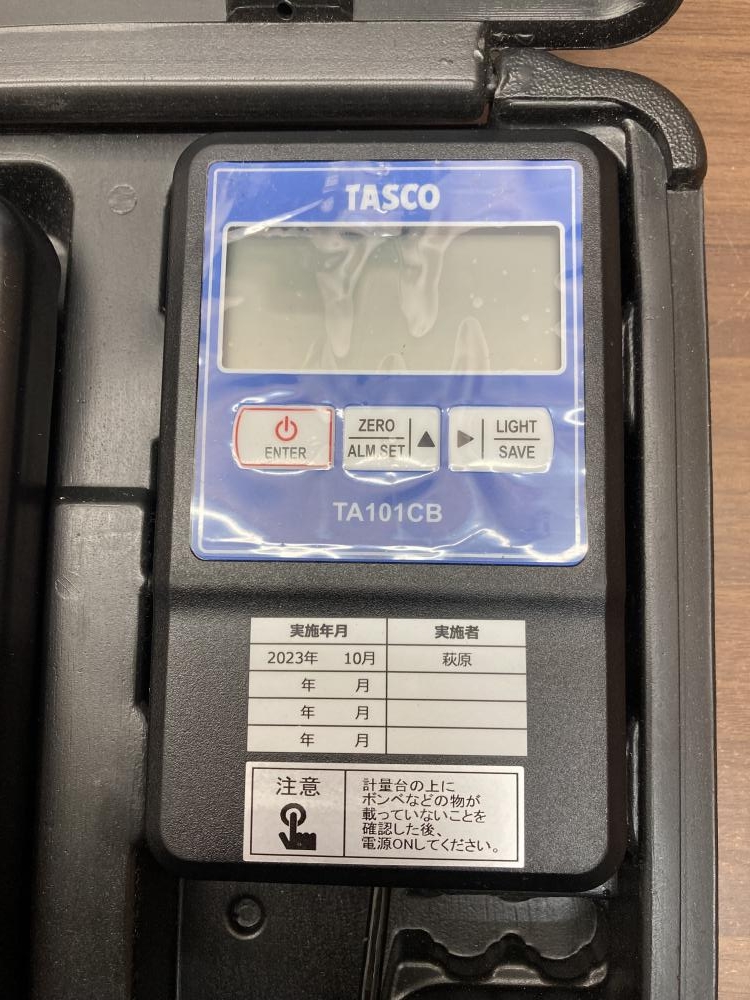 TASCO
ENTER
ZERO
ALM SET
LIGHT
SAVE
TA101CB
実施年月 実施者
2023年 10月 萩原
年 月
年 月
年 月
注意
計量台の上に
ボンベなどの物が
載っていないことを
確認した後、
電源ONしてください。